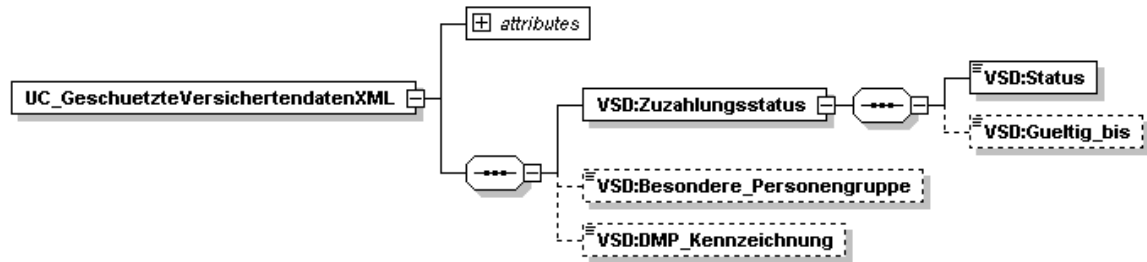 attributes
UC_GeschuetzteVersichertendatenXML
VSD:Zuzahlungsstatus
VSD:Status
VSD:Gueltig_bis
VSD:Besondere_Personengruppe
VSD:DMP_Kennzeichnung